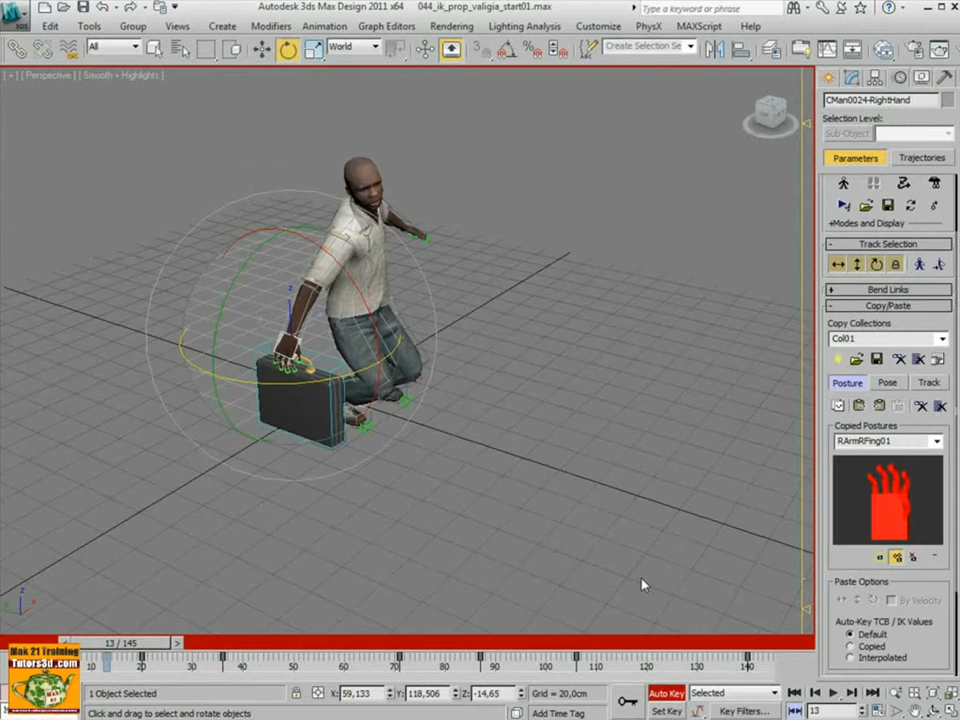 Autodesk 3ds Max Design 2011 x64 044_ik_prop_valigia_start01.max
Type a keyword or phrase
Edit Tools Group Views Create Modifiers Animation Graph Editors Rendering Lighting Analysis Customize PhysX MAXScript Help
All World Create Selection Se
[ + ] [ Perspective ] [ Smooth + Highlights ]
CMan0024-RightHand
Selection Level:
Sub-Object
Parameters Trajectories
+Modes and Display
- Track Selection
+ Bend Links
- Copy/Paste
Copy Collections
Col01
Posture Pose Track
Copied Postures
RArmRFing01
Paste Options
By Velocity
Auto-Key TCB / IK Values
Default
Copied
Interpolated
z
z
x
< 13 / 145 >
10 20 30 40 50 60 70 80 90 100 110 120 130 140
Mak 21 Training
Tutors3d.com
1 Object Selected X: 59,133 Y: 118,506 Z: -14,65 Grid = 20,0cm Auto Key Selected
Click and drag to select and rotate objects Add Time Tag Set Key Key Filters... 13